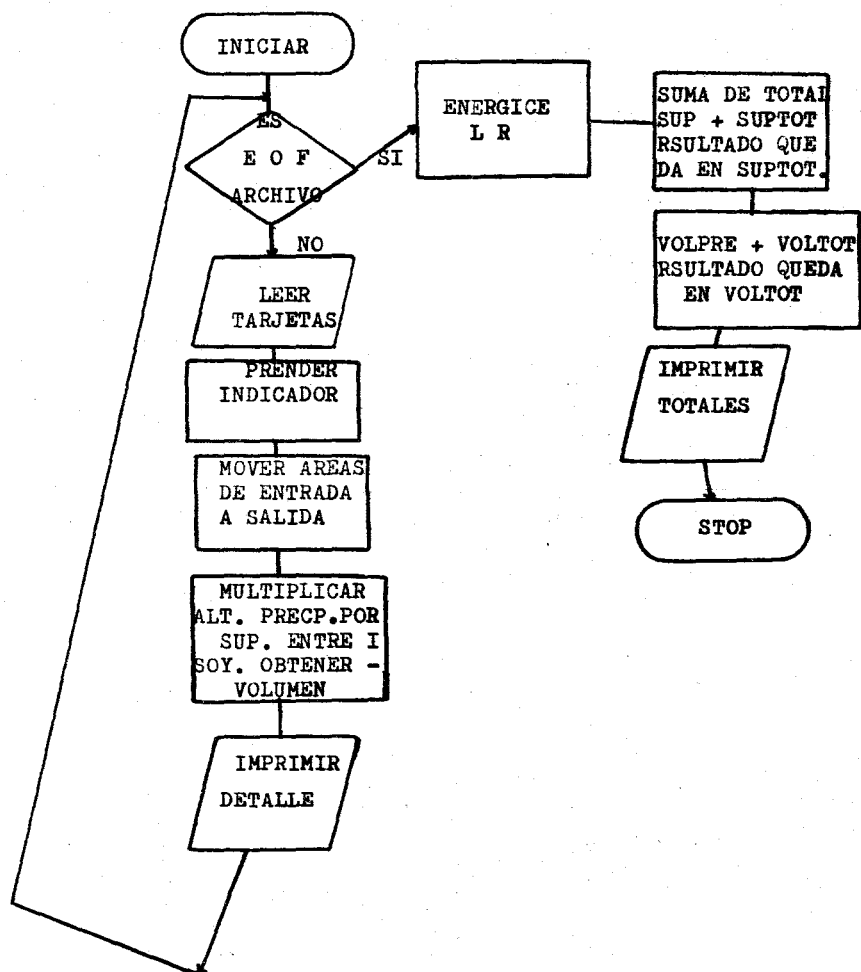 INICIAR
ES
E O F
ARCHIVO
SI
NO
LEER
TARJETAS
PRENDER
INDICADOR
MOVER AREAS
DE ENTRADA
A SALIDA
MULTIPLICAR
ALT. PRECP.POR
SUP. ENTRE I
SOY. OBTENER -
VOLUMEN
IMPRIMIR
DETALLE
ENERGICE
L R
SUMA DE TOTAL
SUP + SUPTOT
RSULTADO QUE
DA EN SUPTOT.
VOLPRE + VOLTOT
RSULTADO QUEDA
EN VOLTOT
IMPRIMIR
TOTALES
STOP